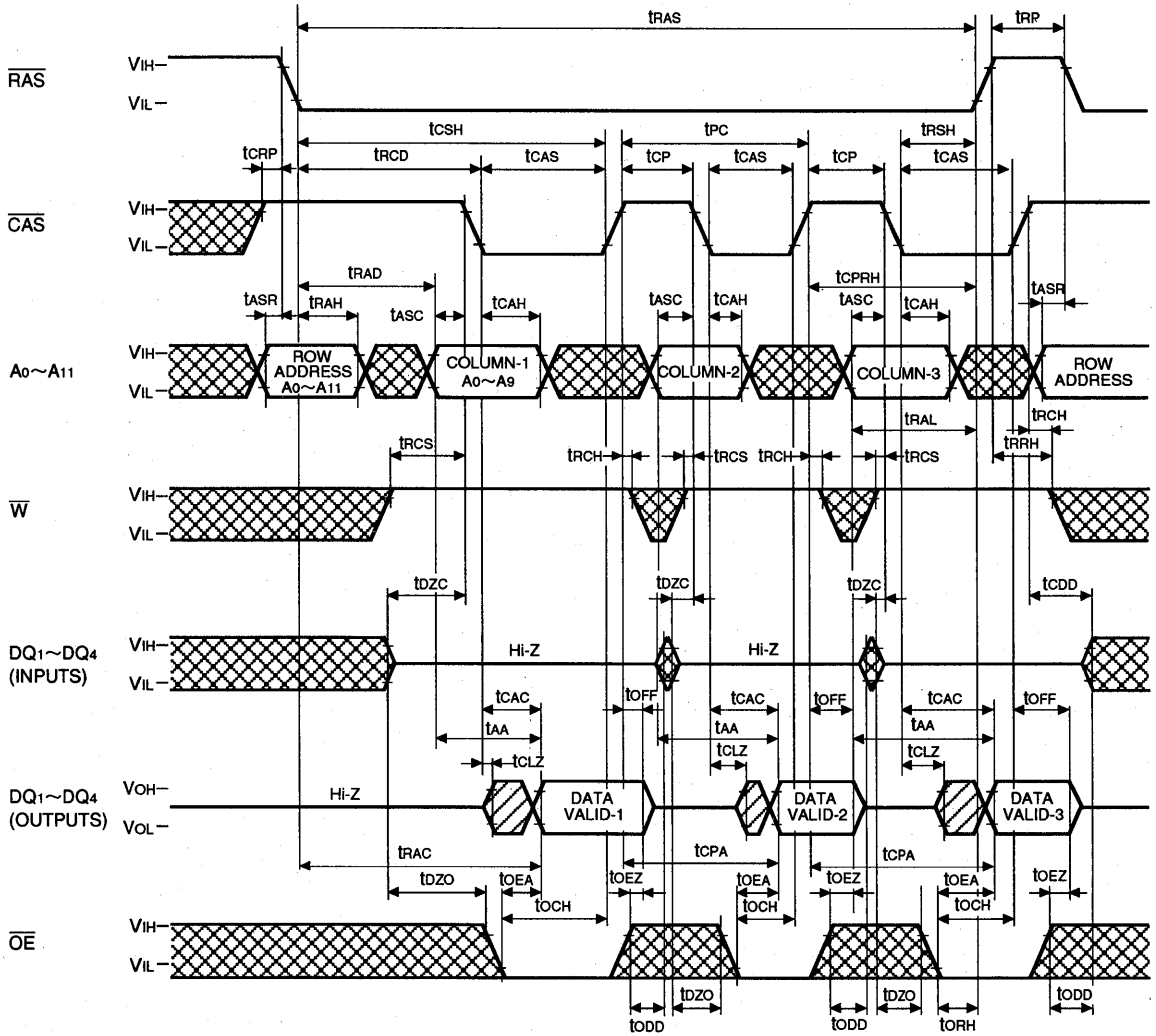 tRAS tRP
RAS VIH
VIL
tCSH tPC tRSH
tCRP tRCD tCAS tCP tCAS tCP tCAS
CAS VIH
VIL
tRAD tCPRH
tASR tRAH tASC tCAH tASC tCAH tASC tCAH tASR
A0~A11 VIH
VIL
ROW ADDRESS A0~A11
COLUMN-1 A0~A9
COLUMN-2
COLUMN-3
ROW ADDRESS
tRAL tRCH
tRCS tRCH tRCS tRCH tRCS tRRH
W VIH
VIL
tDZC tDZC tDZC tCDD
DQ1~DQ4 (INPUTS) VIH
VIL
Hi-Z Hi-Z
tCAC tOFF tCAC tOFF tCAC tOFF
tAA tAA tAA
tCLZ tCLZ tCLZ
DQ1~DQ4 (OUTPUTS) VOH
VOL
Hi-Z
DATA VALID-1
DATA VALID-2
DATA VALID-3
tRAC tCPA tCPA
tDZO tOEA tOEZ tOEA tOEZ tOEA tOEZ
tOCH tOCH tOCH
OE VIH
VIL
tODD tDZO tODD tDZO tORH tODD